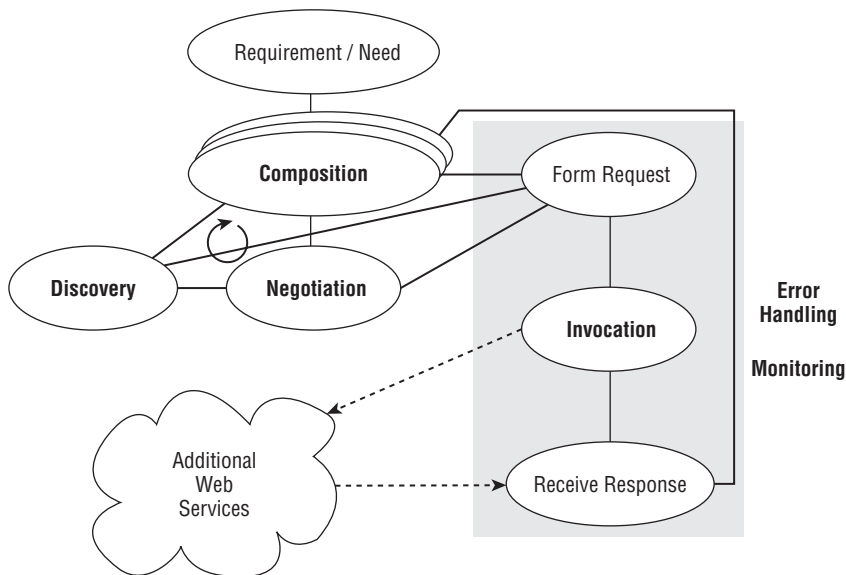 Requirement / Need
Composition
Form Request
Discovery
Negotiation
Invocation
Error
Handling
Monitoring
Additional
Web
Services
Receive Response